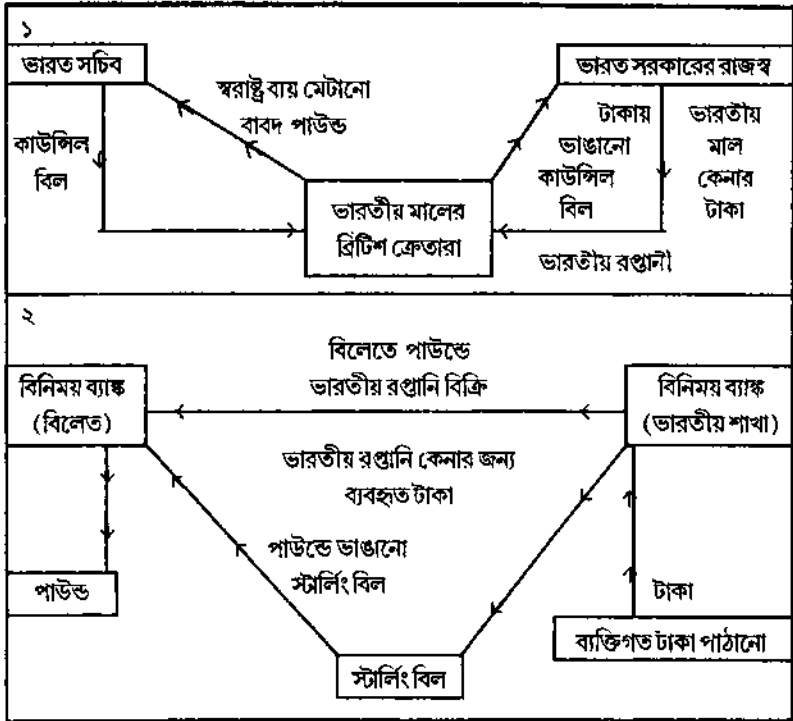 ১
ভারত সচিব
ভারত সরকারের রাজস্ব
স্বরাষ্ট্র ব্যয় মেটানো
বাবদ পাউন্ড
কাউন্সিল
বিল
টাকায়
ভাঙানো
কাউন্সিল
বিল
ভারতীয়
মাল
কেনার
টাকা
ভারতীয় মালের
ব্রিটিশ ক্রেতারা
ভারতীয় রপ্তানী
২
বিলেতে পাউন্ডে
ভারতীয় রপ্তানি বিক্রি
বিনিময় ব্যাঙ্ক
(বিলেত)
বিনিময় ব্যাঙ্ক
(ভারতীয় শাখা)
ভারতীয় রপ্তানি কেনার জন্য
ব্যবহৃত টাকা
পাউন্ডে ভাঙানো
স্টার্লিং বিল
পাউন্ড
টাকা
ব্যক্তিগত টাকা পাঠানো
স্টার্লিং বিল